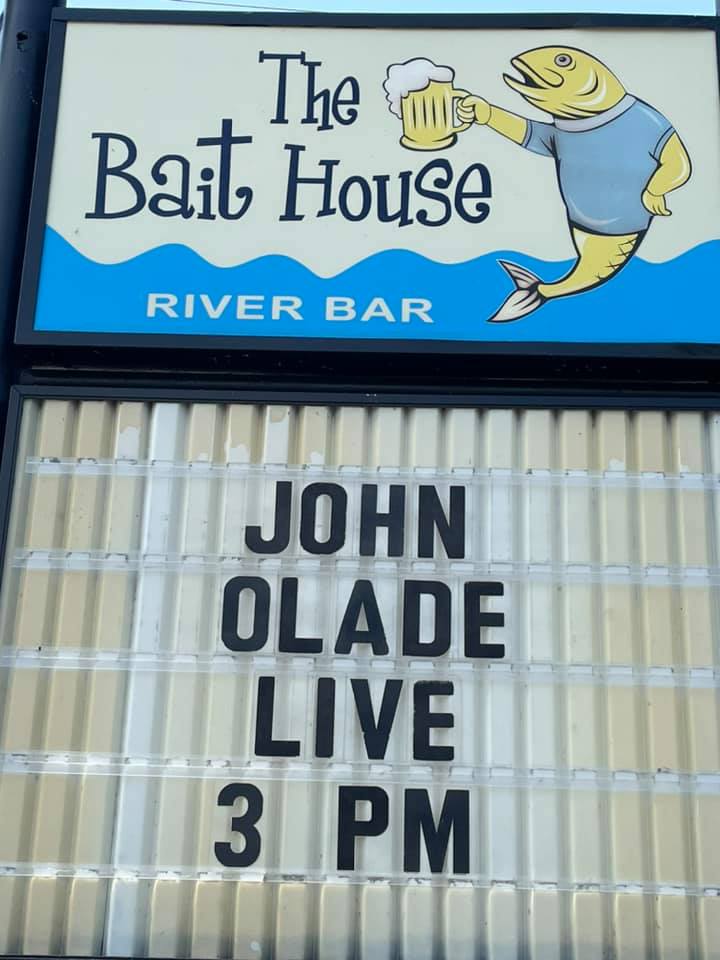 The
Bait House
RIVER BAR
JOHN
OLADE
LIVE
3 PM